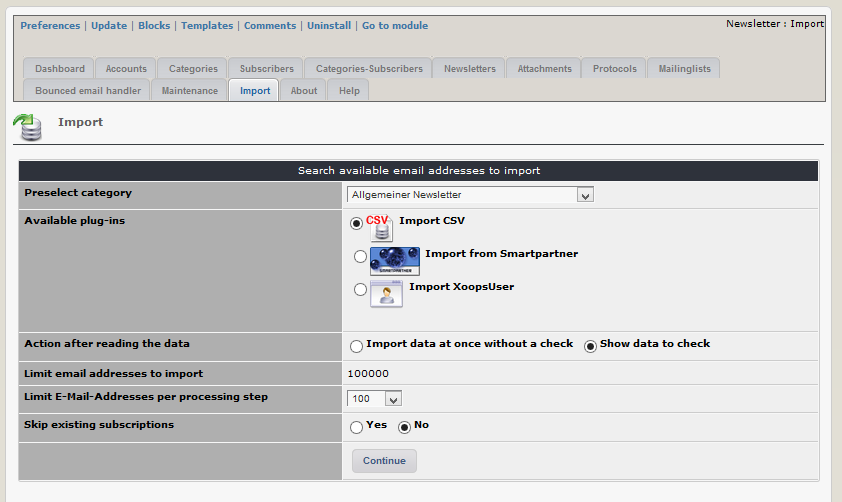 Preferences | Update | Blocks | Templates | Comments | Uninstall | Go to module
Newsletter : Import
Dashboard Accounts Categories Subscribers Categories-Subscribers Newsletters Attachments Protocols Mailinglists
Bounced email handler Maintenance Import About Help
Import
Search available email addresses to import
Preselect category
Allgemeiner Newsletter
Available plug-ins
CSV Import CSV
SMARTPARTNER Import from Smartpartner
Import XoopsUser
Action after reading the data
Import data at once without a check Show data to check
Limit email addresses to import
100000
Limit E-Mail-Addresses per processing step
100
Skip existing subscriptions
Yes No
Continue